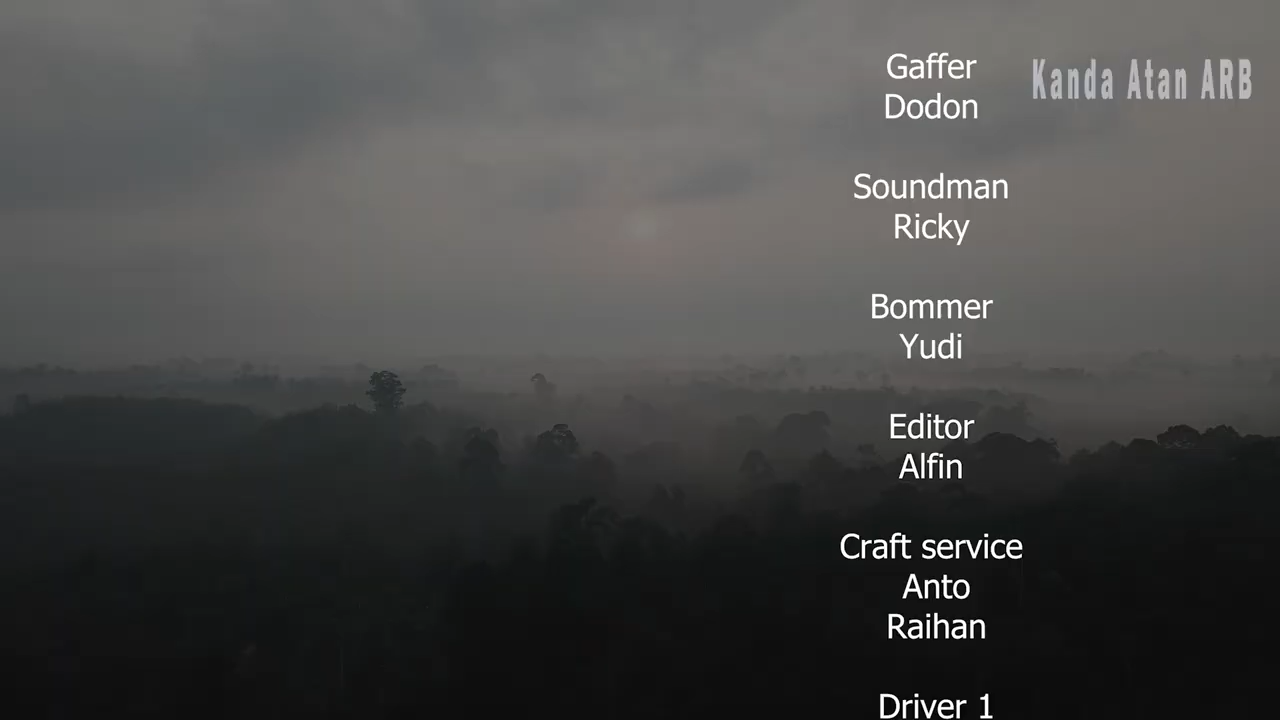 Gaffer
Dodon
Kanda Atan ARB
Soundman
Ricky
Bommer
Yudi
Editor
Alfin
Craft service
Anto
Raihan
Driver 1